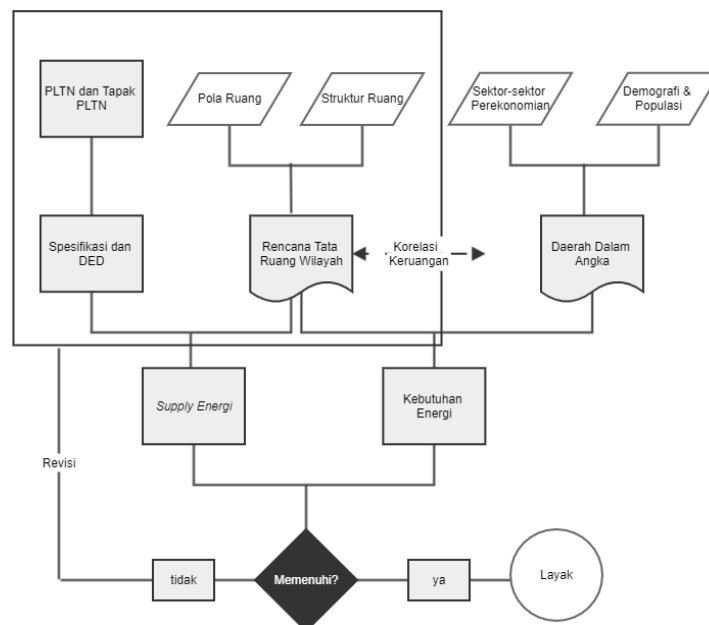 PLTN dan Tapak
PLTN
Pola Ruang
Struktur Ruang
Sektor-sektor
Perekonomian
Demografi &
Populasi
Spesifikasi dan
DED
Rencana Tata
Ruang Wilayah
Korelasi
Keruangan
Daerah Dalam
Angka
Supply Energi
Kebutuhan
Energi
Revisi
tidak
Memenuhi?
ya
Layak